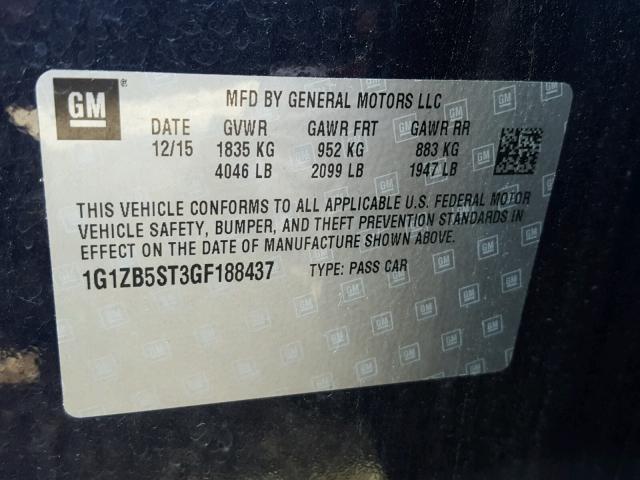 GM
MFD BY GENERAL MOTORS LLC
DATE GVWR GAWR FRT GAWR RR
12/15 1835 KG 952 KG 883 KG
4046 LB 2099 LB 1947 LB
THIS VEHICLE CONFORMS TO ALL APPLICABLE U.S. FEDERAL MOTOR
VEHICLE SAFETY, BUMPER, AND THEFT PREVENTION STANDARDS IN
EFFECT ON THE DATE OF MANUFACTURE SHOWN ABOVE.
1G1ZB5ST3GF188437 TYPE: PASS CAR